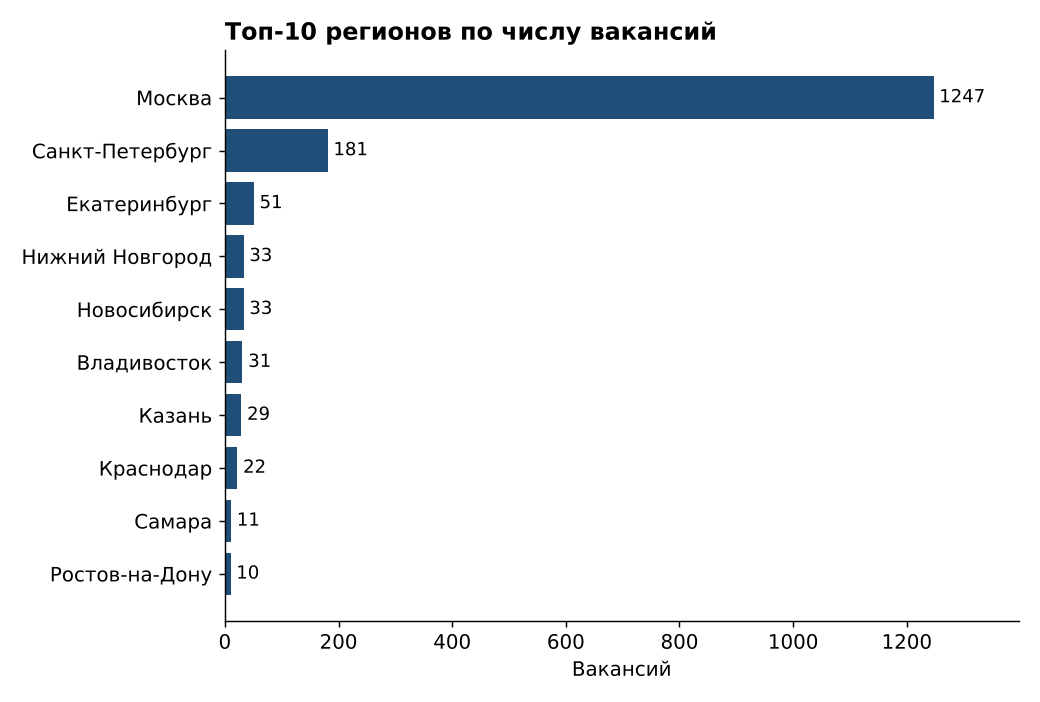 Топ-10 регионов по числу вакансий
Москва 1247
Санкт-Петербург 181
Екатеринбург 51
Нижний Новгород 33
Новосибирск 33
Владивосток 31
Казань 29
Краснодар 22
Самара 11
Ростов-на-Дону 10
0 200 400 600 800 1000 1200
Вакансий